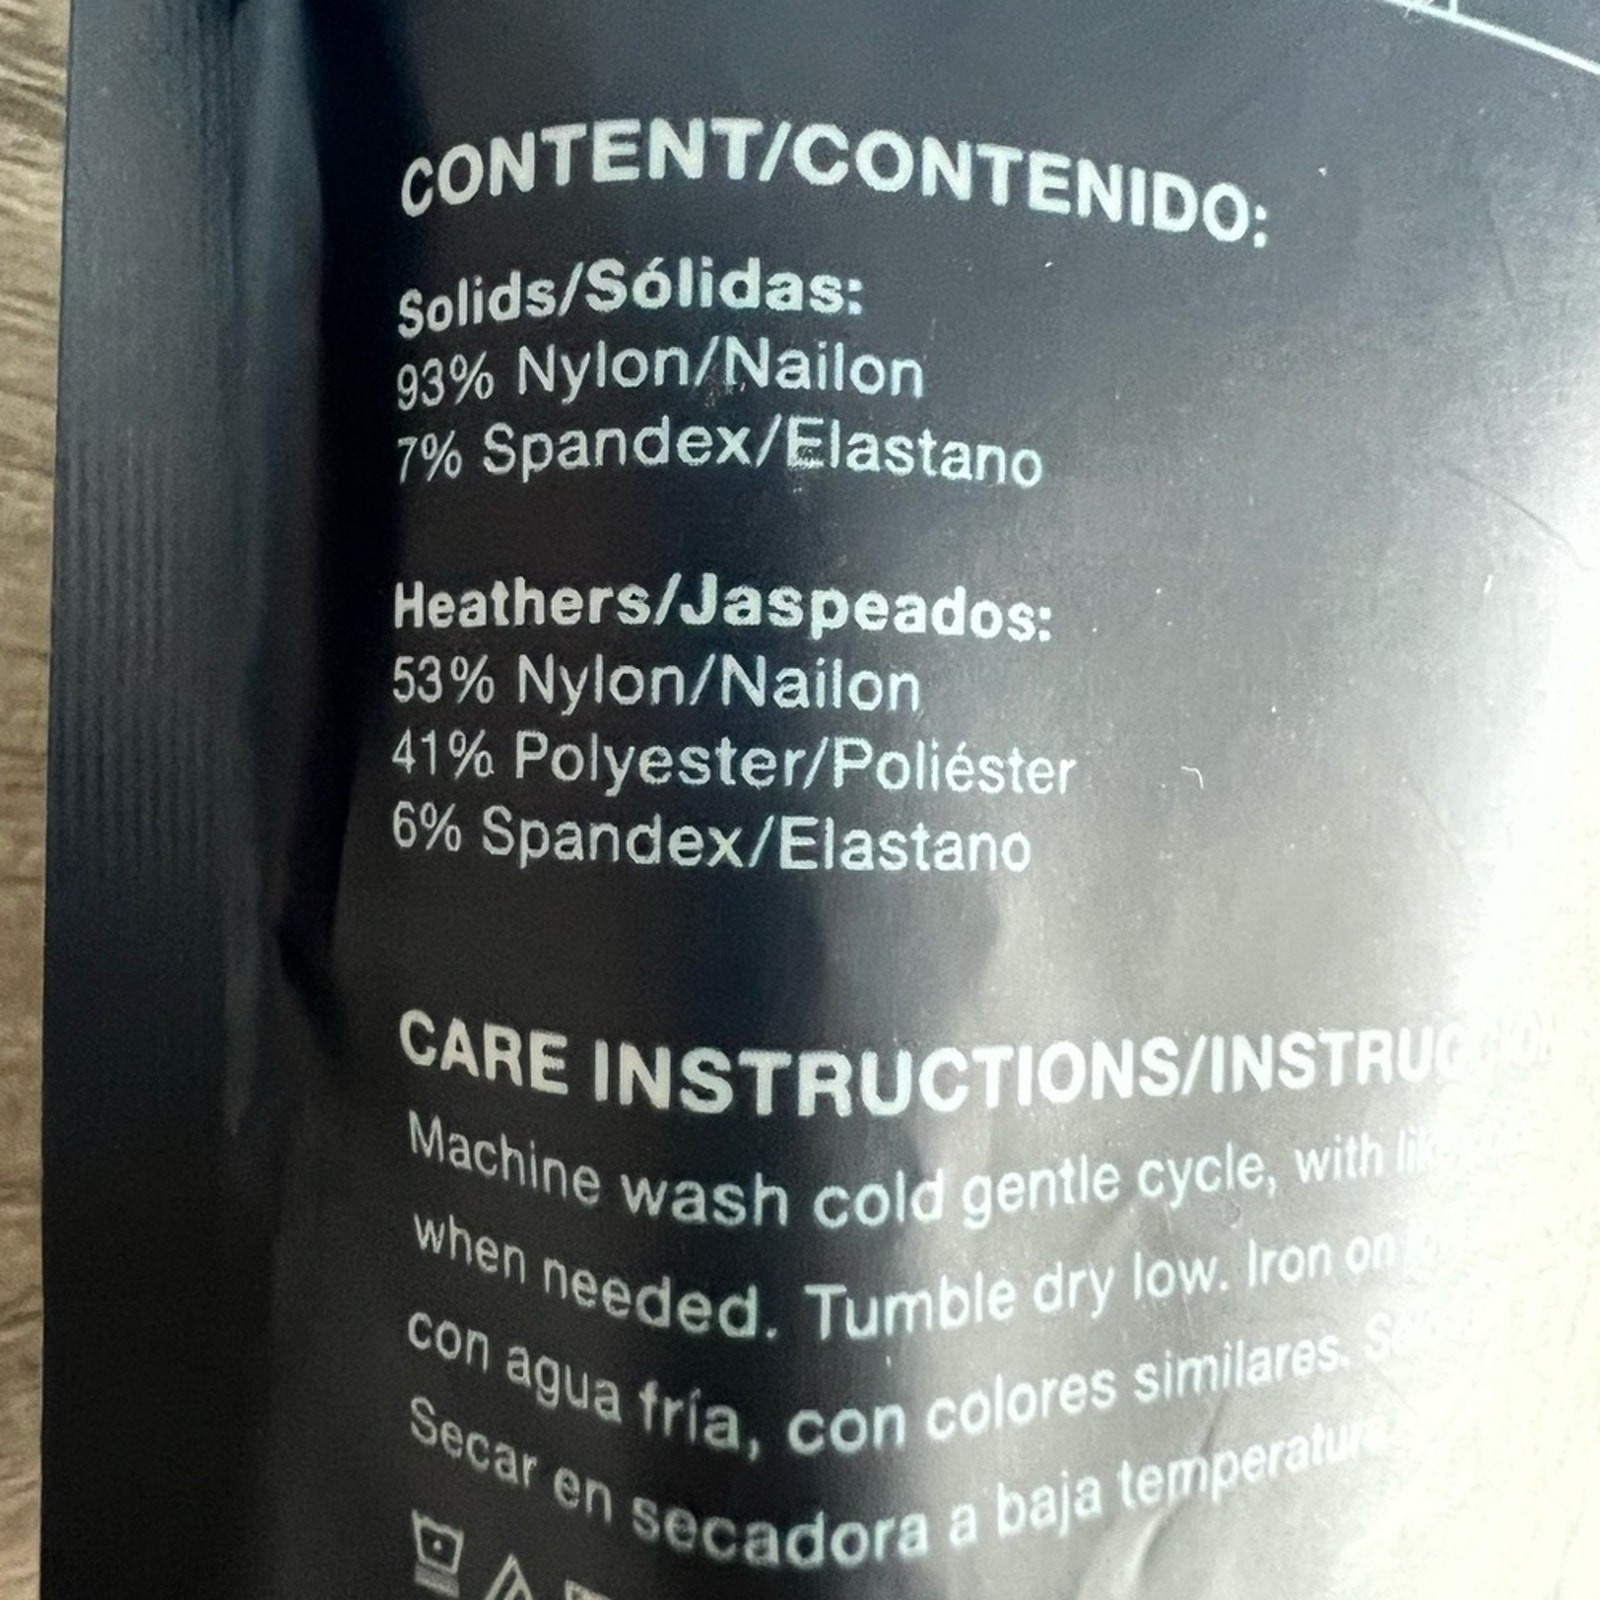 CONTENT/CONTENIDO:
Solids/Sólidas:
93% Nylon/Nailon
7% Spandex/Elastano
Heathers/Jaspeados:
53% Nylon/Nailon
41% Polyester/Poliéster
6% Spandex/Elastano
CARE INSTRUCTIONS/
Machine wash cold gentle cycle, with
when needed. Tumble dry low. Iron on
con agua fría, con colores similares.
Secar en secadora a baja temperatura